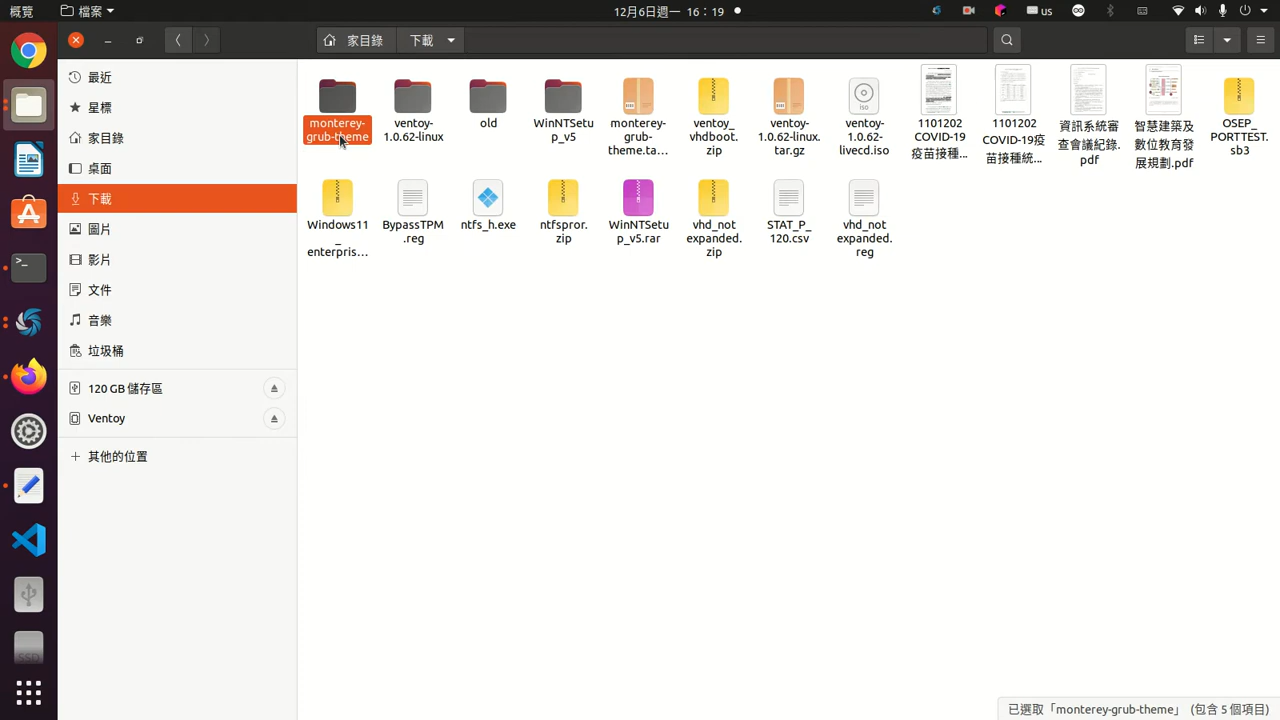 概覽
檔案
12月6日週一 16:19
us
家目錄
下載
最近
星標
家目錄
桌面
下載
圖片
影片
文件
音樂
垃圾桶
120 GB 儲存區
Ventoy
其他的位置
monterey-
grub-theme
ventoy-
1.0.62-linux
old
WinNTSetu
p_v5
monterey-
grub-
theme.ta…
ventoy_
vhdboot.
zip
ventoy-
1.0.62-linux.
tar.gz
ventoy-
1.0.62-
livecd.iso
1101202
COVID-19
疫苗接種…
1101202
COVID-19疫
苗接種統…
資訊系統審
查會議紀錄.
pdf
智慧建築及
數位教育發
展規劃.pdf
OSEP_
PORTTEST.
sb3
Windows11
_
enterpris…
BypassTPM
.reg
ntfs_h.exe
ntfspror.
zip
WinNTSetu
p_v5.rar
vhd_not
expanded.
zip
STAT_P_
120.csv
vhd_not
expanded.
reg
iso
SSD
已選取「monterey-grub-theme」 (包含 5 個項目)